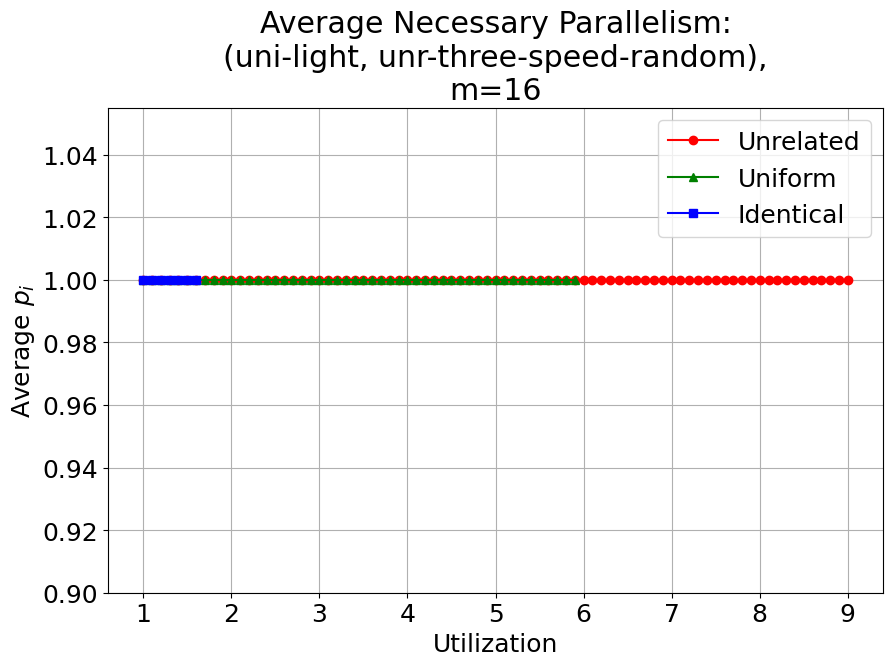 Average Necessary Parallelism:
(uni-light, unr-three-speed-random),
m=16
Unrelated
Uniform
Identical
1.04
1.02
1.00
0.98
0.96
0.94
0.92
0.90
Average p_i
1 2 3 4 5 6 7 8 9
Utilization